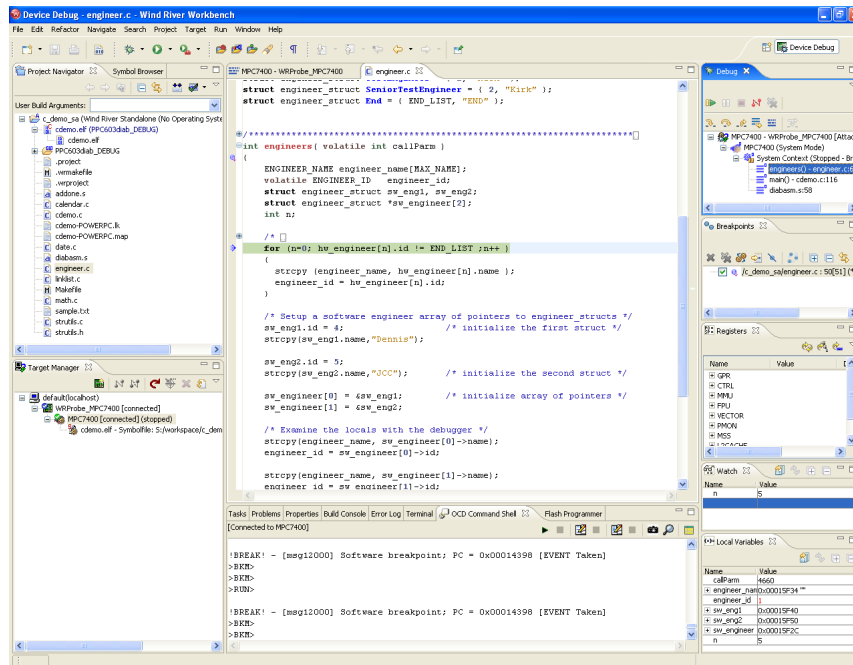 Device Debug - engineer.c - Wind River Workbench
File Edit Refactor Navigate Search Project Target Run Window Help
Device Debug
Project Navigator Symbol Browser
User Build Arguments:
c_demo_sa (Wind River Standalone (No Operating Syste
cdemo.elf (PPC603diab_DEBUG)
cdemo.elf
PPC603diab_DEBUG
.project
.wrmakefile
.wrproject
addone.s
calendar.c
cdemo.c
cdemo-POWERPC.lk
cdemo-POWERPC.map
date.c
diabasm.s
engineer.c
linklist.c
Makefile
math.c
sample.txt
strutils.c
strutils.h
Target Manager
default(localhost)
WRProbe_MPC7400 [connected]
MPC7400 [connected] (stopped)
cdemo.elf - Symbolfile: S:/workspace/c_dem
MPC7400 - WRProbe_MPC7400 engineer.c
struct engineer_struct SeniorTestEngineer = { 2, "Kirk" };
struct engineer_struct End = { END_LIST, "END" };
int engineers( volatile int callParm )
{
ENGINEER_NAME engineer_name[MAX_NAME];
volatile ENGINEER_ID engineer_id;
struct engineer_struct sw_eng1, sw_eng2;
struct engineer_struct *sw_engineer[2];
int n;
/*
for (n=0; hw_engineer[n].id != END_LIST ;n++ )
{
strcpy (engineer_name, hw_engineer[n].name );
engineer_id = hw_engineer[n].id;
}
/* Setup a software engineer array of pointers to engineer_structs */
sw_eng1.id = 4; /* initialize the first struct */
strcpy(sw_eng1.name,"Dennis");
sw_eng2.id = 5;
strcpy(sw_eng2.name,"JCC"); /* initialize the second struct */
sw_engineer[0] = &sw_eng1; /* initialize array of pointers */
sw_engineer[1] = &sw_eng2;
/* Examine the locals with the debugger */
strcpy(engineer_name, sw_engineer[0]->name);
engineer_id = sw_engineer[0]->id;
strcpy(engineer_name, sw_engineer[1]->name);
engineer_id = sw_engineer[1]->id;
Tasks Problems Properties Build Console Error Log Terminal OCD Command Shell Flash Programmer
[Connected to MPC7400]
!BREAK! - [msg12000] Software breakpoint; PC = 0x00014398 [EVENT Taken]
>BKM>
>BKM>
>RUN>
!BREAK! - [msg12000] Software breakpoint; PC = 0x00014398 [EVENT Taken]
>BKM>
>BKM>
Debug
MPC7400 - WRProbe_MPC7400 [Attac
MPC7400 (System Mode)
System Context (Stopped - Br
engineers() - engineer.c:6
main() - cdemo.c:116
diabasm.s:58
Breakpoints
/c_demo_sa/engineer.c : 50[51] (*
Registers
Name Value
GPR
CTRL
MMU
FPU
VECTOR
PMON
MSS
L2CACHE
Watch
Name Value
n 5
Local Variables
Name Value
callParm 4660
engineer_nam 0x00015F34 ""
engineer_id 1
sw_eng1 0x00015F40
sw_eng2 0x00015F50
sw_engineer 0x00015F2C
n 5